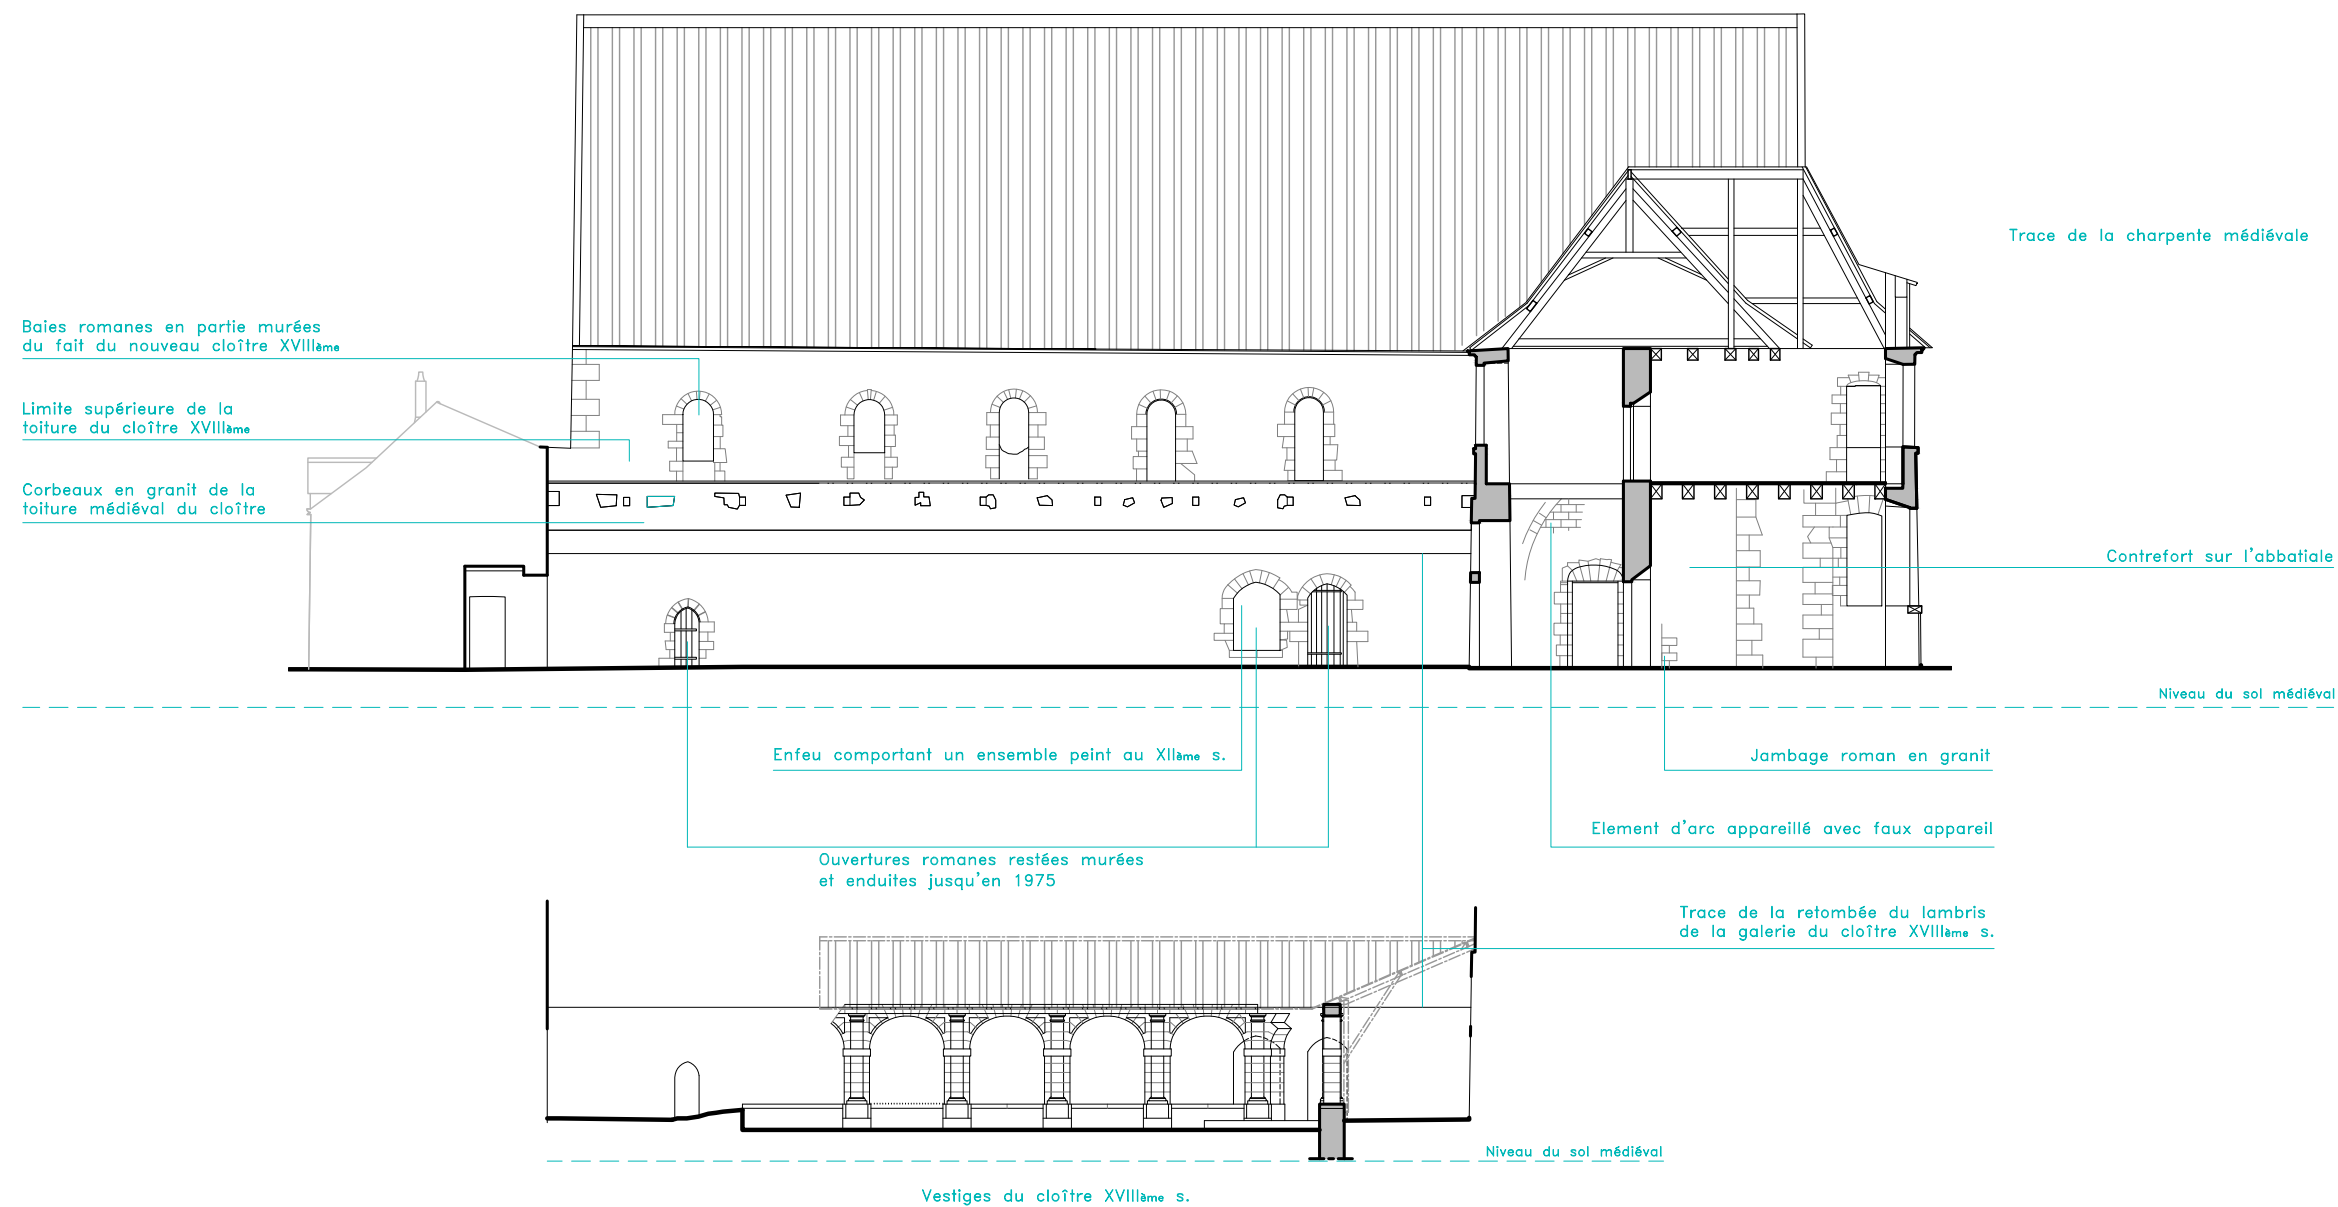 Trace de la charpente médiévale
Baies romanes en partie murées
du fait du nouveau cloître XVIIIème
Limite supérieure de la
toiture du cloître XVIIIème
Corbeaux en granit de la
toiture médiéval du cloître
Contrefort sur l'abbatiale
Niveau du sol médiéval
Enfeu comportant un ensemble peint au XIIème s.
Jambage roman en granit
Element d'arc appareillé avec faux appareil
Ouvertures romanes restées murées
et enduites jusqu'en 1975
Trace de la retombée du lambris
de la galerie du cloître XVIIIème s.
Niveau du sol médiéval
Vestiges du cloître XVIIIème s.